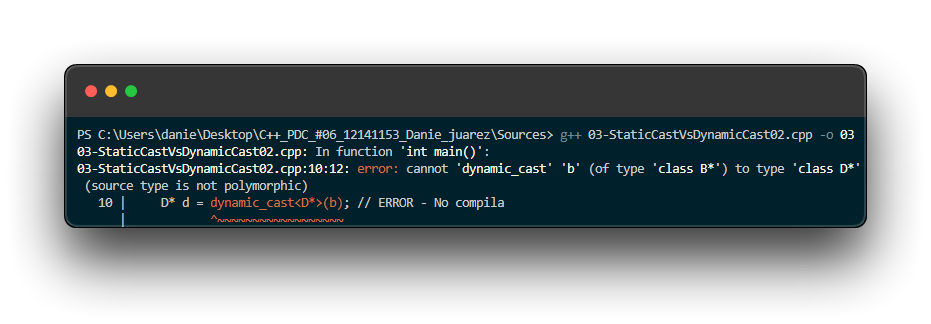 PS C:\Users\danie\Desktop\C++_PDC_#06_12141153_Danie_juarez\Sources> g++ 03-StaticCastVsDynamicCast02.cpp -o 03
03-StaticCastVsDynamicCast02.cpp: In function 'int main()':
03-StaticCastVsDynamicCast02.cpp:10:12: error: cannot 'dynamic_cast' 'b' (of type 'class B*') to type 'class D*'
(source type is not polymorphic)
10 |     D* d = dynamic_cast<D*>(b); // ERROR - No compila
|            ^~~~~~~~~~~~~~~~~~~